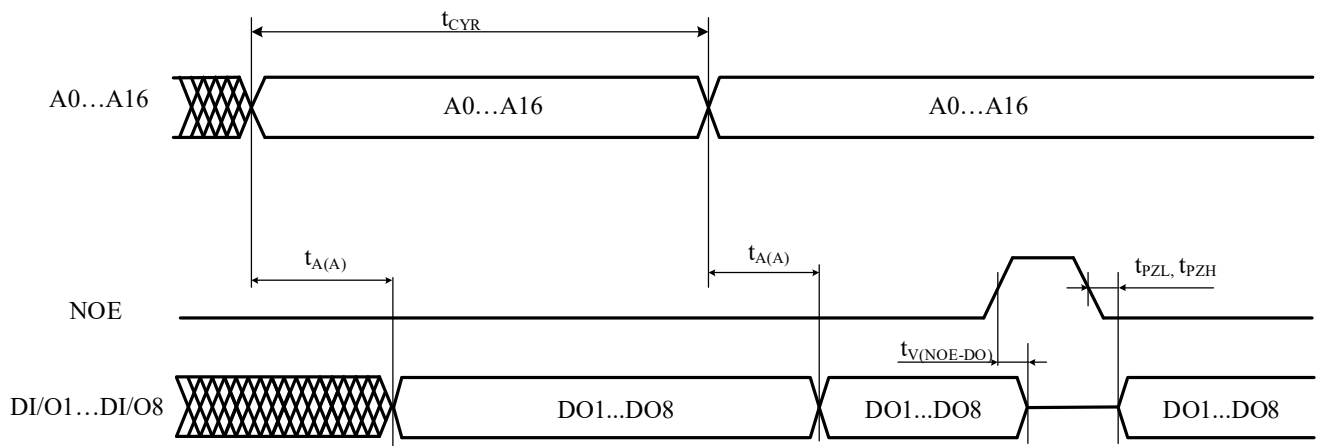 tCYR
A0…A16 A0…A16 A0…A16
tA(A) tA(A) tPZL, tPZH
NOE
tV(NOE-DO)
DI/O1…DI/O8 DO1...DO8 DO1...DO8 DO1...DO8